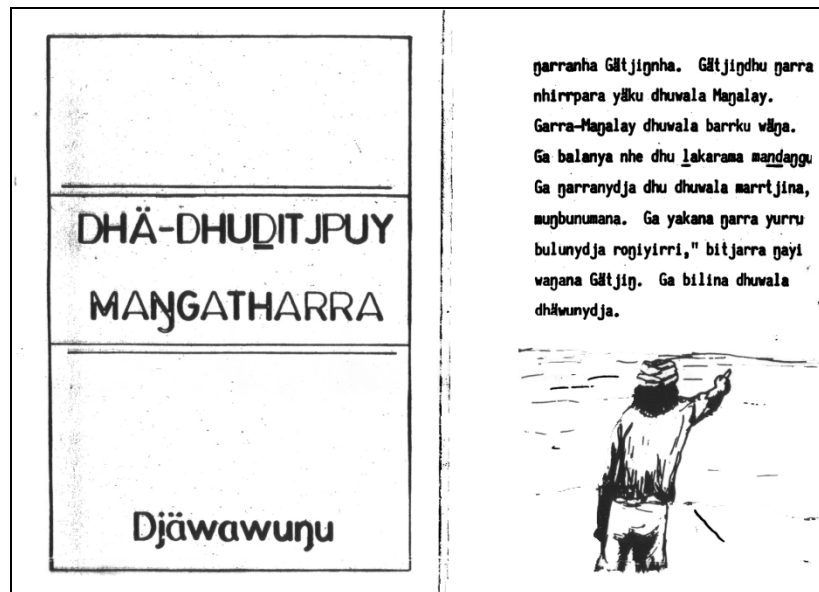 DHÄ-DHUḎITJPUY
MAŊGATHARRA
Djäwawuŋu
ŋarranha Gätjiŋnha. Gätjiŋdhu ŋarra
nhirrpara yäku dhuwala Maŋalay.
Garra-Maŋalay dhuwala barrku wäŋa.
Ga balanya nhe dhu ḻakarama maṉḏaŋgu
Ga ŋarranydja dhu dhuwala marrtjina,
muŋbunumana. Ga yakana ŋarra yurru
bulunydja roŋiyirri," bitjarra ŋayi
waŋana Gätjiŋ. Ga bilina dhuwala
dhäwunydja.